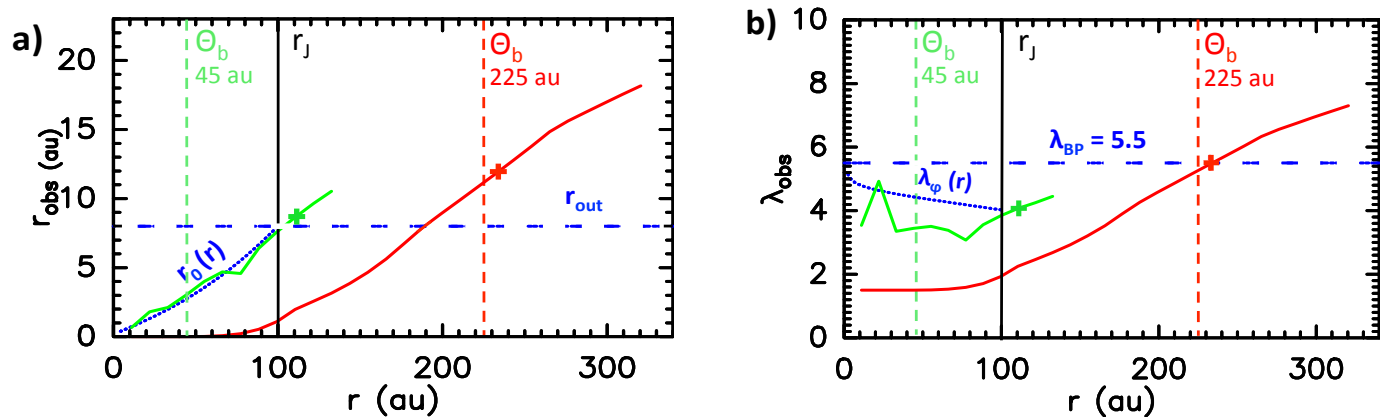 a)
r_obs (au)
20
15
10
5
0
Θ_b
45 au
r_J
Θ_b
225 au
r_out
r_0(r)
0
100
200
300
r (au)
b)
λ_obs
10
8
6
4
2
0
Θ_b
45 au
r_J
Θ_b
225 au
λ_BP = 5.5
λ_φ (r)
0
100
200
300
r (au)